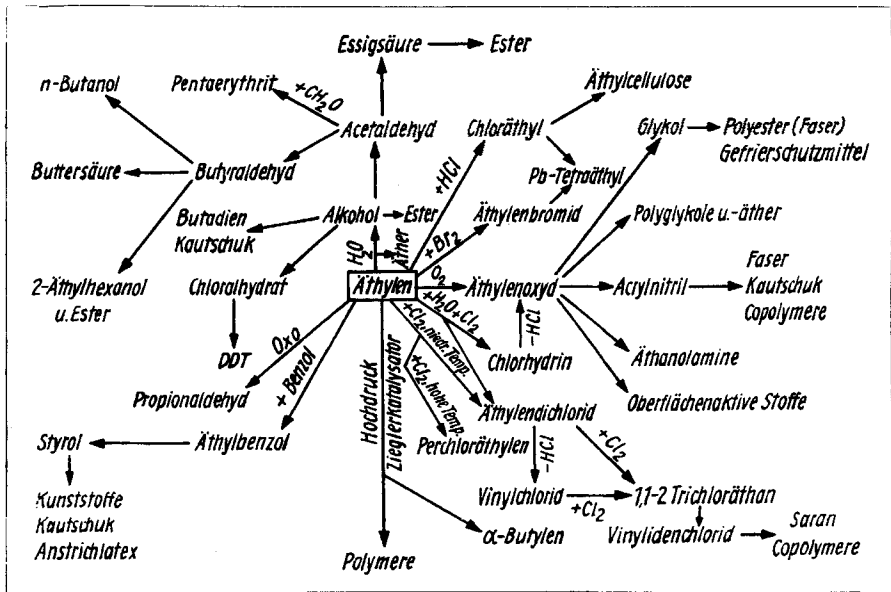 Essigsäure
Ester
n-Butanol
Pentaerythrit
+CH₂O
Äthylcellulose
Acetaldehyd
Chloräthyl
Glykol
Polyester (Faser)
Gefrierschutzmittel
Buttersäure
Butyraldehyd
+HCl
Pb-Tetraäthyl
Butadien
Kautschuk
Alkohol
Ester
Äthylenbromid
Polyglykole u.-äther
H₂O
Äther
+Br₂
2-Äthylhexanol
u. Ester
Chloralhydrat
Äthylen
O₂
Äthylenoxyd
Acrylnitril
Faser
Kautschuk
Copolymere
+H₂O+Cl₂
-HCl
DDT
Oxo
+Cl₂, niedr. Temp.
Chlorhydrin
Äthanolamine
Propionaldehyd
+Benzol
Hochdruck
Zieglerkatalysator
+Cl₂, hohe Temp.
Äthylendichlorid
Oberflächenaktive Stoffe
Styrol
Äthylbenzol
Perchloräthylen
-HCl
+Cl₂
Kunststoffe
Kautschuk
Anstrichlatex
Vinylchlorid
+Cl₂
1,1-2 Trichloräthan
Polymere
α-Butylen
Vinylidenchlorid
Saran
Copolymere